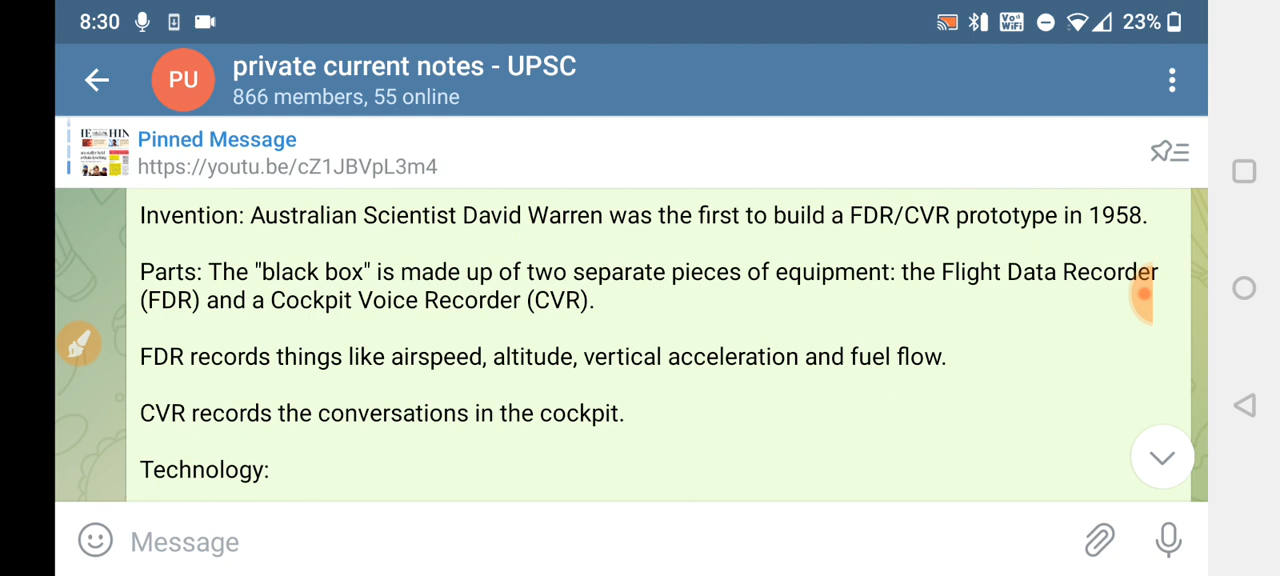 8:30
Vo WiFi
23%
PU
private current notes - UPSC
866 members, 55 online
Pinned Message
https://youtu.be/cZ1JBVpL3m4
Invention: Australian Scientist David Warren was the first to build a FDR/CVR prototype in 1958.
Parts: The "black box" is made up of two separate pieces of equipment: the Flight Data Recorder
(FDR) and a Cockpit Voice Recorder (CVR).
FDR records things like airspeed, altitude, vertical acceleration and fuel flow.
CVR records the conversations in the cockpit.
Technology:
Message